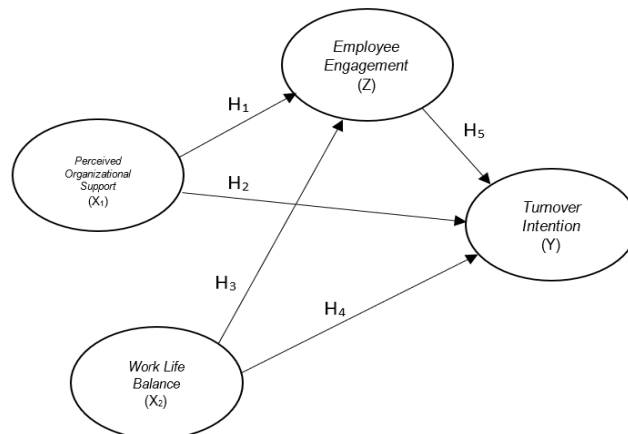 Employee
Engagement
(Z)
H₁
H₅
Perceived
Organizational
Support
(X₁)
H₂
Turnover
Intention
(Y)
H₃
H₄
Work Life
Balance
(X₂)